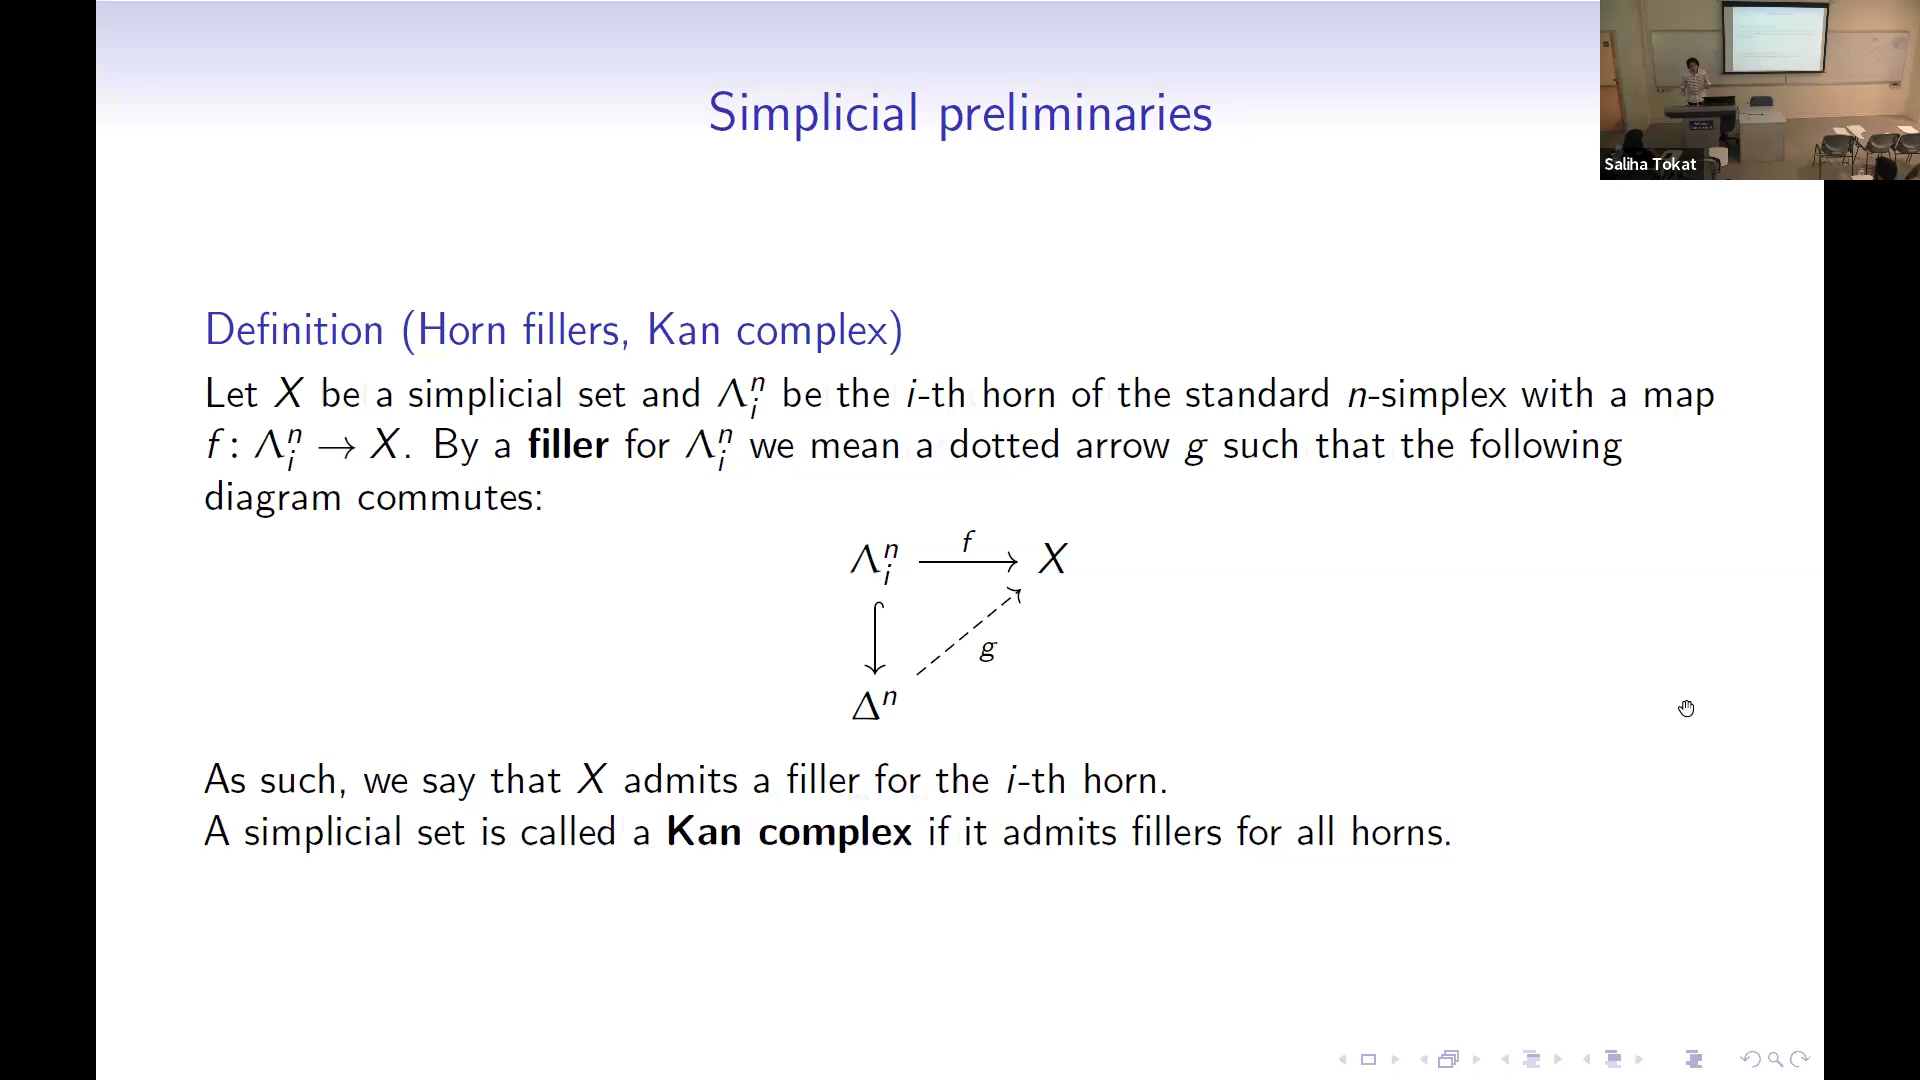 Simplicial preliminaries
Saliha Tokat
Definition (Horn fillers, Kan complex)
Let X be a simplicial set and Λⁿᵢ be the i-th horn of the standard n-simplex with a map
f : Λⁿᵢ → X. By a filler for Λⁿᵢ we mean a dotted arrow g such that the following
diagram commutes:
f
Λⁿᵢ X
g
Δⁿ
As such, we say that X admits a filler for the i-th horn.
A simplicial set is called a Kan complex if it admits fillers for all horns.